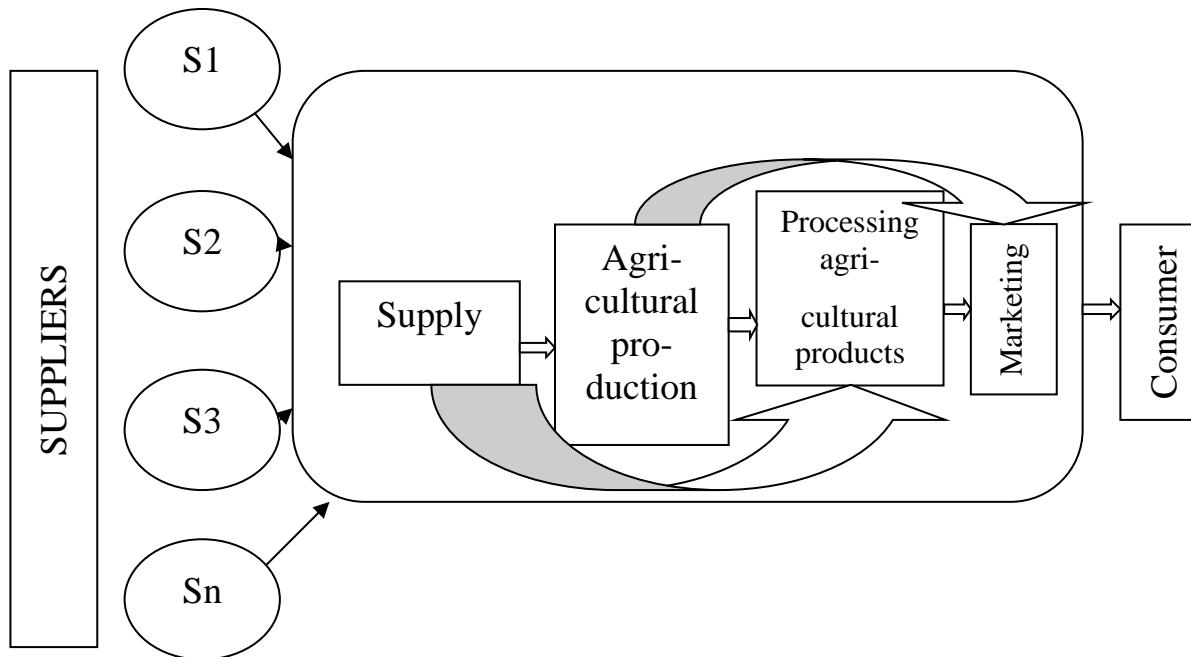 SUPPLIERS
S1
S2
S3
Sn
Supply
Agri-
cultural
pro-
duction
Processing
agri-
cultural
products
Marketing
Consumer